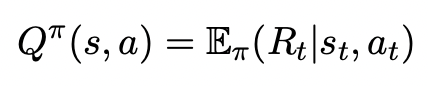 Q^π(s, a) = 𝔼_π(R_t|s_t, a_t)